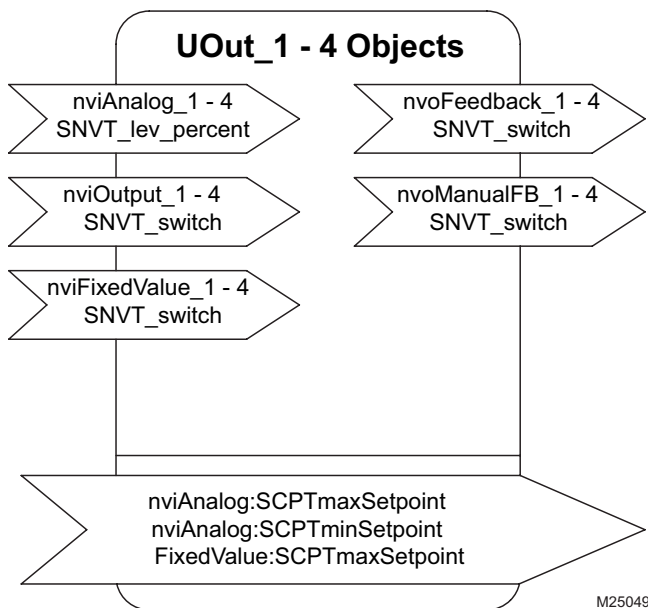 UOut_1 - 4 Objects
nviAnalog_1 - 4
SNVT_lev_percent
nvoFeedback_1 - 4
SNVT_switch
nviOutput_1 - 4
SNVT_switch
nvoManualFB_1 - 4
SNVT_switch
nviFixedValue_1 - 4
SNVT_switch
nviAnalog:SCPTmaxSetpoint
nviAnalog:SCPTminSetpoint
FixedValue:SCPTmaxSetpoint
M25049